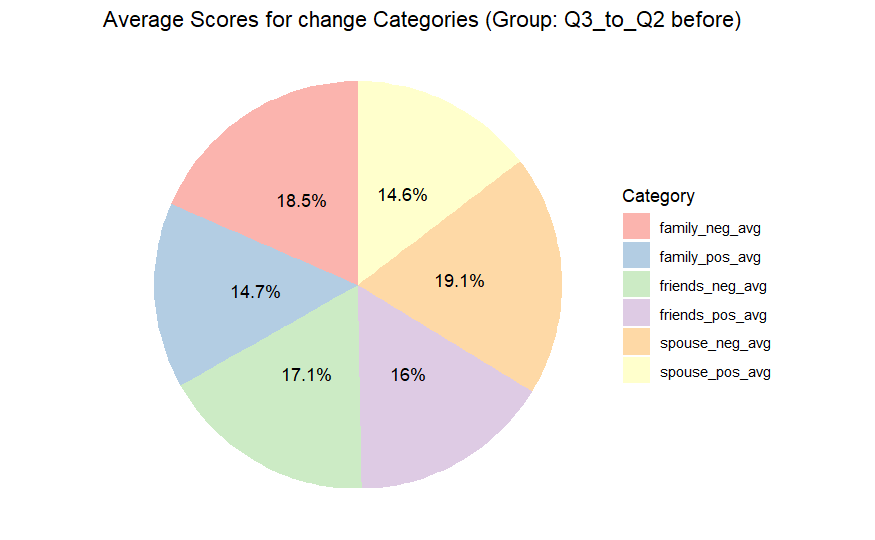 Average Scores for change Categories (Group: Q3_to_Q2 before)
18.5%
14.6%
14.7%
19.1%
17.1%
16%
Category
family_neg_avg
family_pos_avg
friends_neg_avg
friends_pos_avg
spouse_neg_avg
spouse_pos_avg